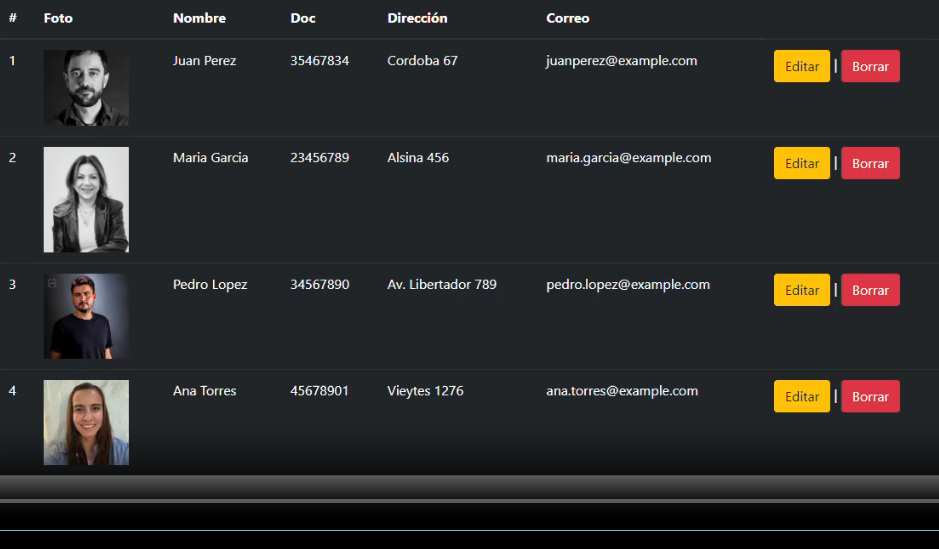 # Foto Nombre Doc Dirección Correo
1 Juan Perez 35467834 Cordoba 67 juanperez@example.com Editar | Borrar
2 Maria Garcia 23456789 Alsina 456 maria.garcia@example.com Editar | Borrar
3 Pedro Lopez 34567890 Av. Libertador 789 pedro.lopez@example.com Editar | Borrar
4 Ana Torres 45678901 Vieytes 1276 ana.torres@example.com Editar | Borrar